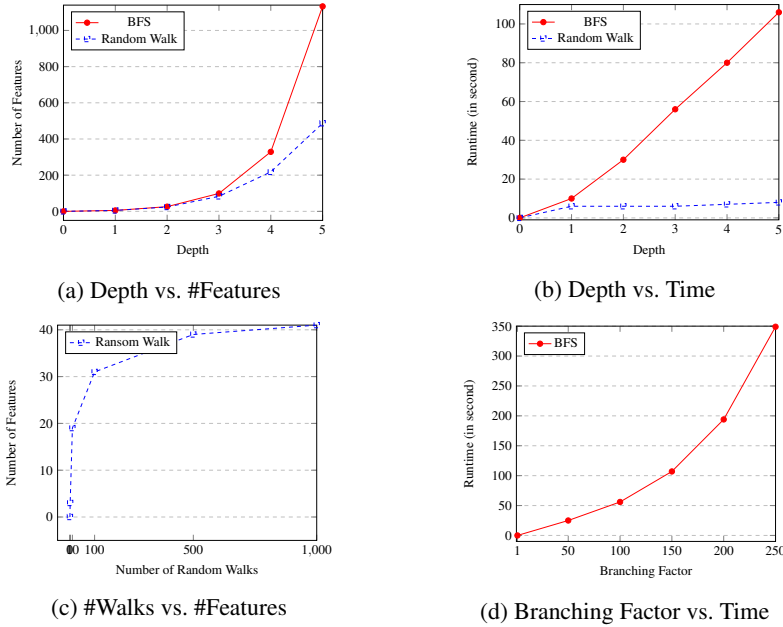 BFS
Random Walk
Number of Features
1,000
800
600
400
200
0
0 1 2 3 4 5
Depth
(a) Depth vs. #Features
BFS
Random Walk
Runtime (in second)
100
80
60
40
20
0
0 1 2 3 4 5
Depth
(b) Depth vs. Time
Ransom Walk
Number of Features
40
30
20
10
0
100 500 1,000
Number of Random Walks
(c) #Walks vs. #Features
BFS
Runtime (in second)
350
300
250
200
150
100
50
0
1 50 100 150 200 250
Branching Factor
(d) Branching Factor vs. Time